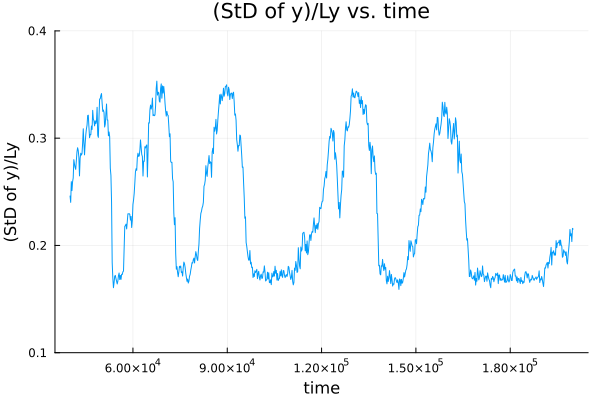 (StD of y)/Ly vs. time
0.4
0.3
0.2
0.1
(StD of y)/Ly
6.00×10⁴ 9.00×10⁴ 1.20×10⁵ 1.50×10⁵ 1.80×10⁵
time